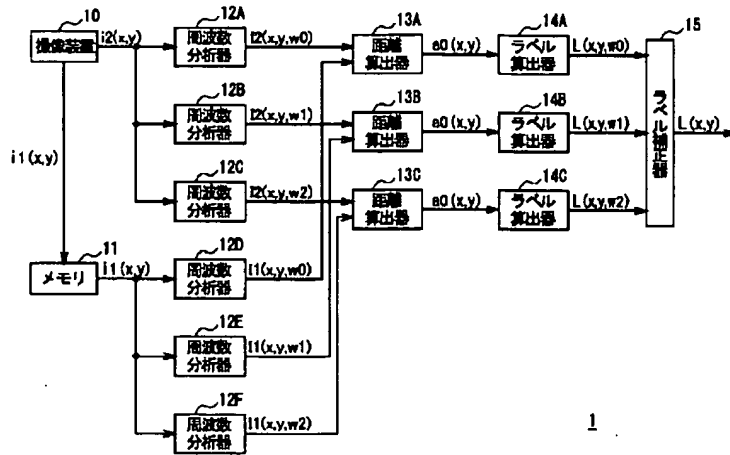 10
撮像装置
i2(x,y)
12A
周波数
分析器
I2(x,y,w0)
13A
距離
算出器
a0(x,y)
14A
ラベル
算出器
L(x,y,w0)
15
ラベル補正器
L(x,y)
12B
周波数
分析器
I2(x,y,w1)
13B
距離
算出器
a0(x,y)
14B
ラベル
算出器
L(x,y,w1)
i1(x,y)
12C
周波数
分析器
I2(x,y,w2)
13C
距離
算出器
a0(x,y)
14C
ラベル
算出器
L(x,y,w2)
11
メモリ
i1(x,y)
12D
周波数
分析器
I1(x,y,w0)
12E
周波数
分析器
I1(x,y,w1)
12F
周波数
分析器
I1(x,y,w2)
1